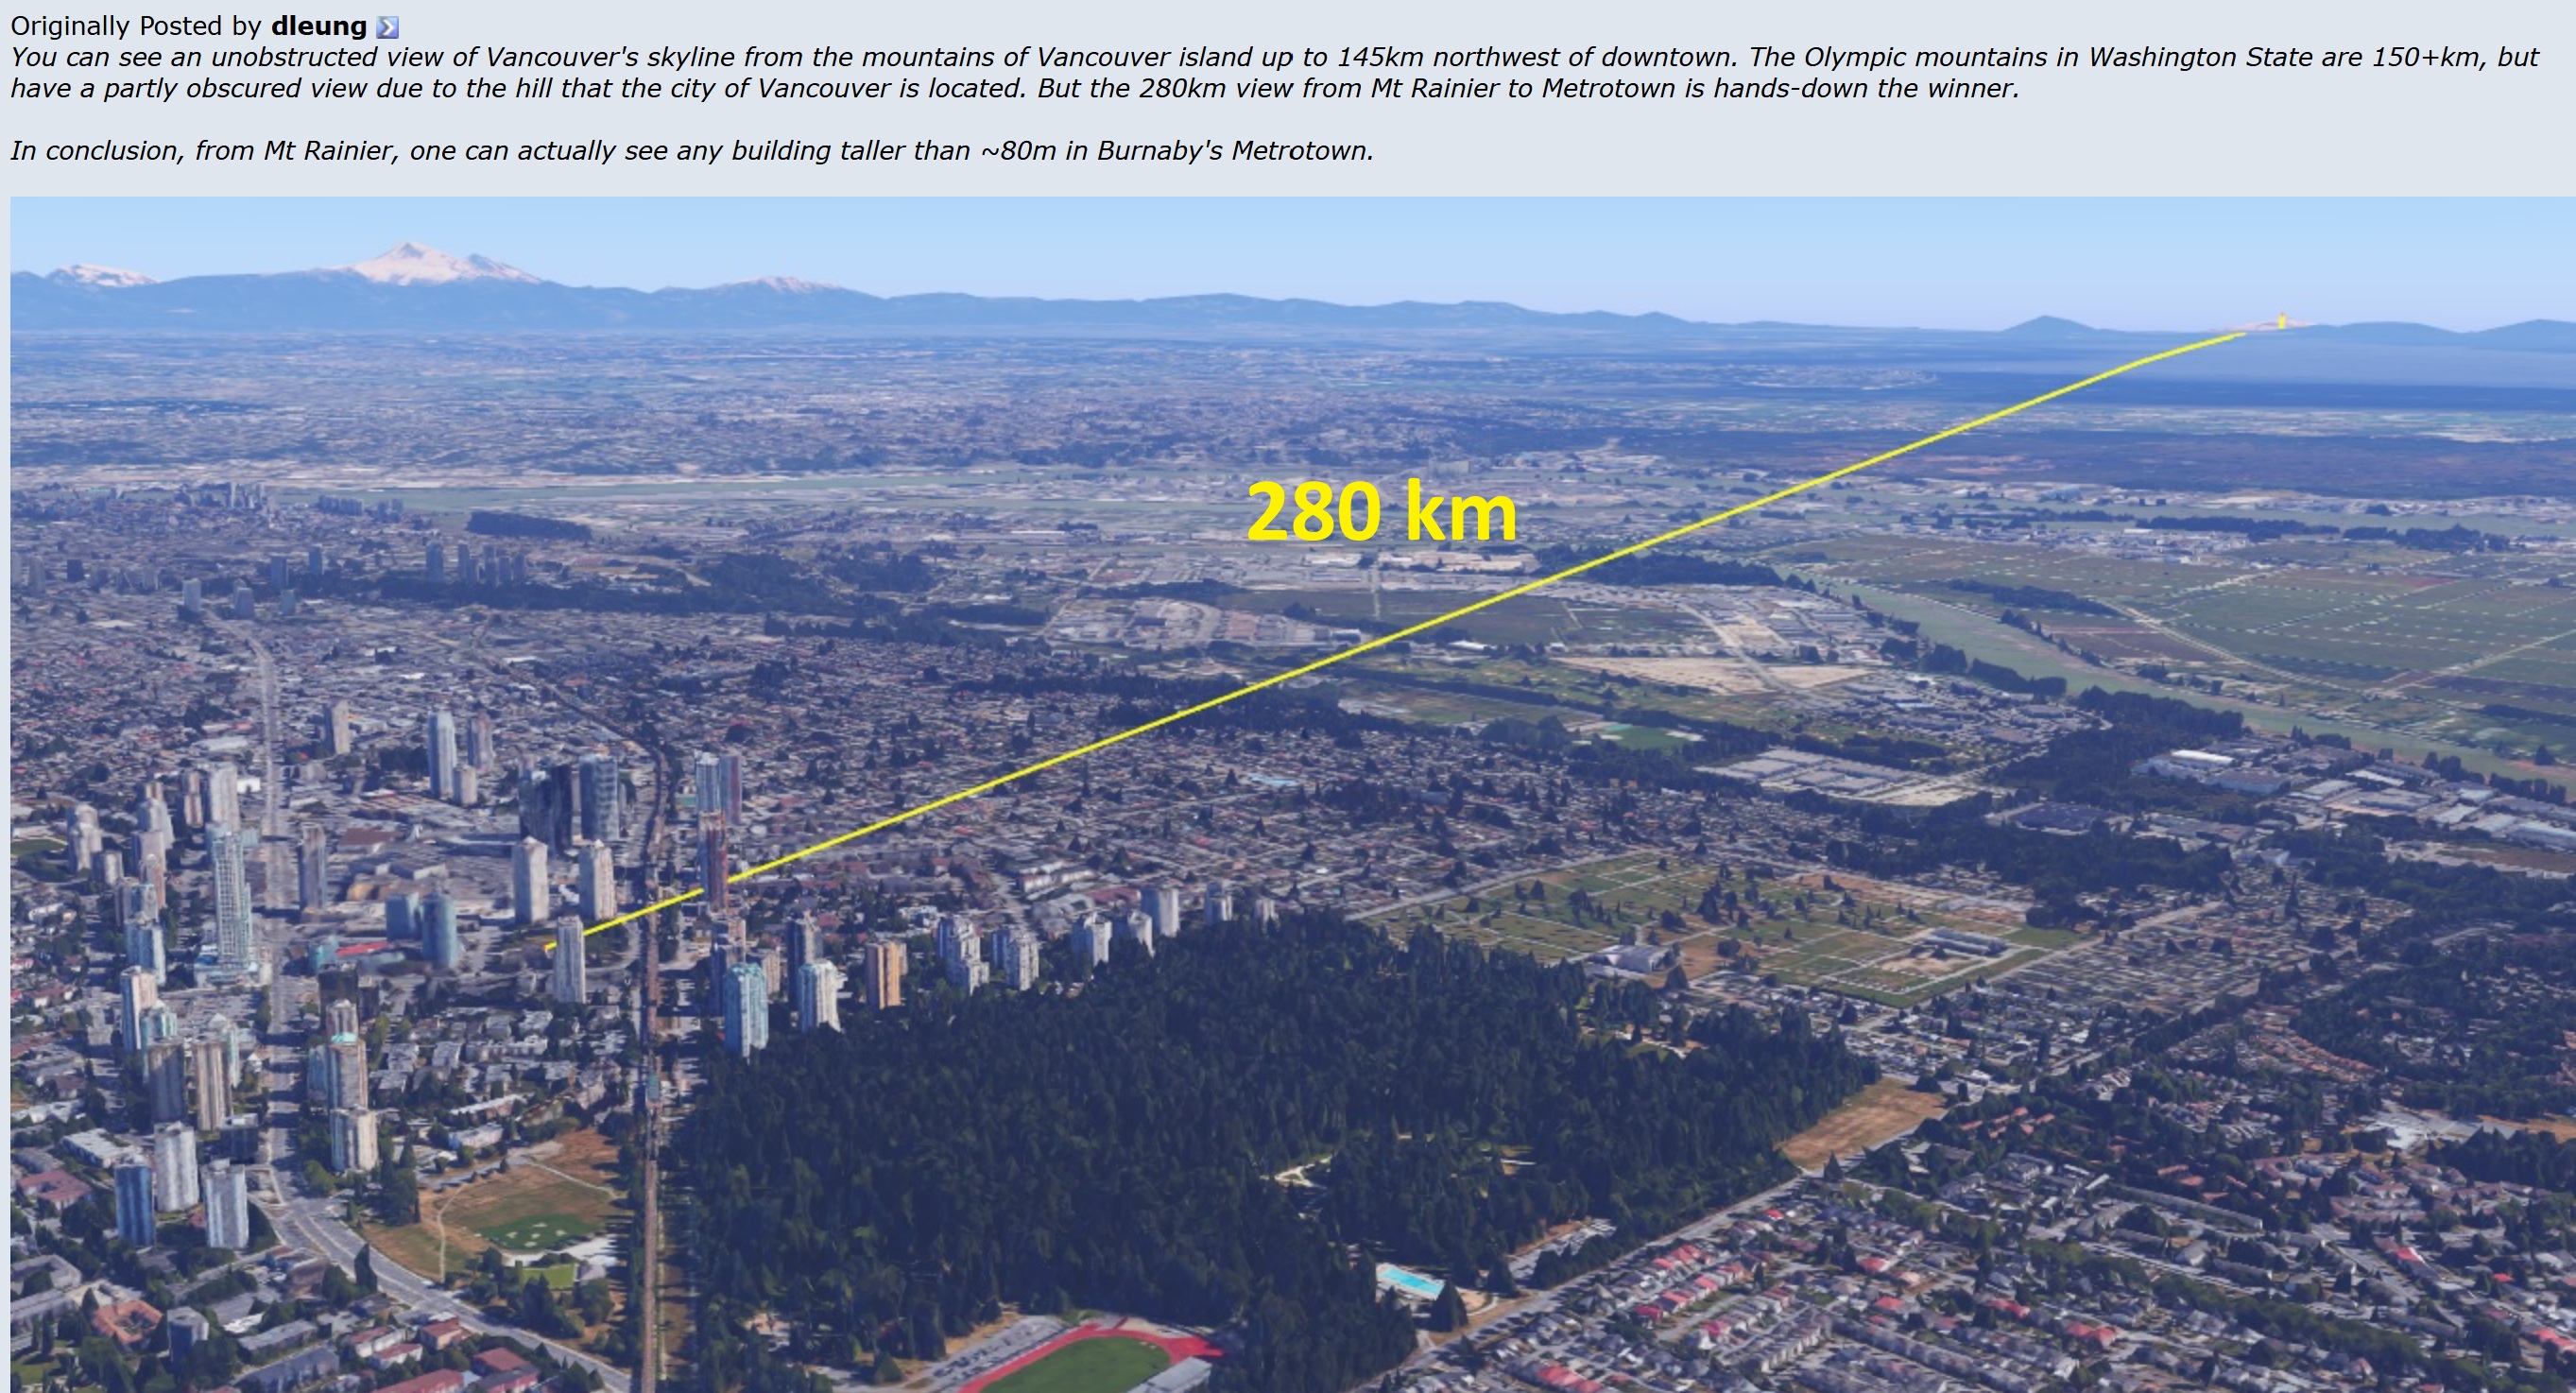 Originally Posted by dleung
You can see an unobstructed view of Vancouver's skyline from the mountains of Vancouver island up to 145km northwest of downtown. The Olympic mountains in Washington State are 150+km, but
have a partly obscured view due to the hill that the city of Vancouver is located. But the 280km view from Mt Rainier to Metrotown is hands-down the winner.
In conclusion, from Mt Rainier, one can actually see any building taller than ~80m in Burnaby's Metrotown.
280 km